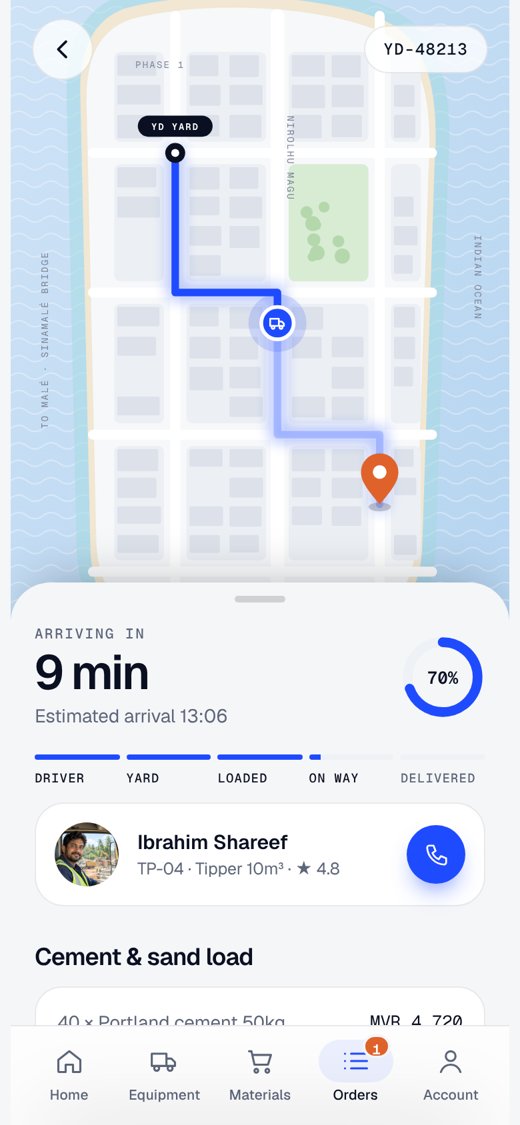 YD-48213
PHASE 1
YD YARD
NIROLHU MAGU
INDIAN OCEAN
TO MALÉ · SINAMALÉ BRIDGE
ARRIVING IN
9 min
70%
Estimated arrival 13:06
DRIVER YARD LOADED ON WAY DELIVERED
Ibrahim Shareef
TP-04 · Tipper 10m³ · ★ 4.8
Cement & sand load
40 × Portland cement 50kg MVR 4,720
1
Home Equipment Materials Orders Account